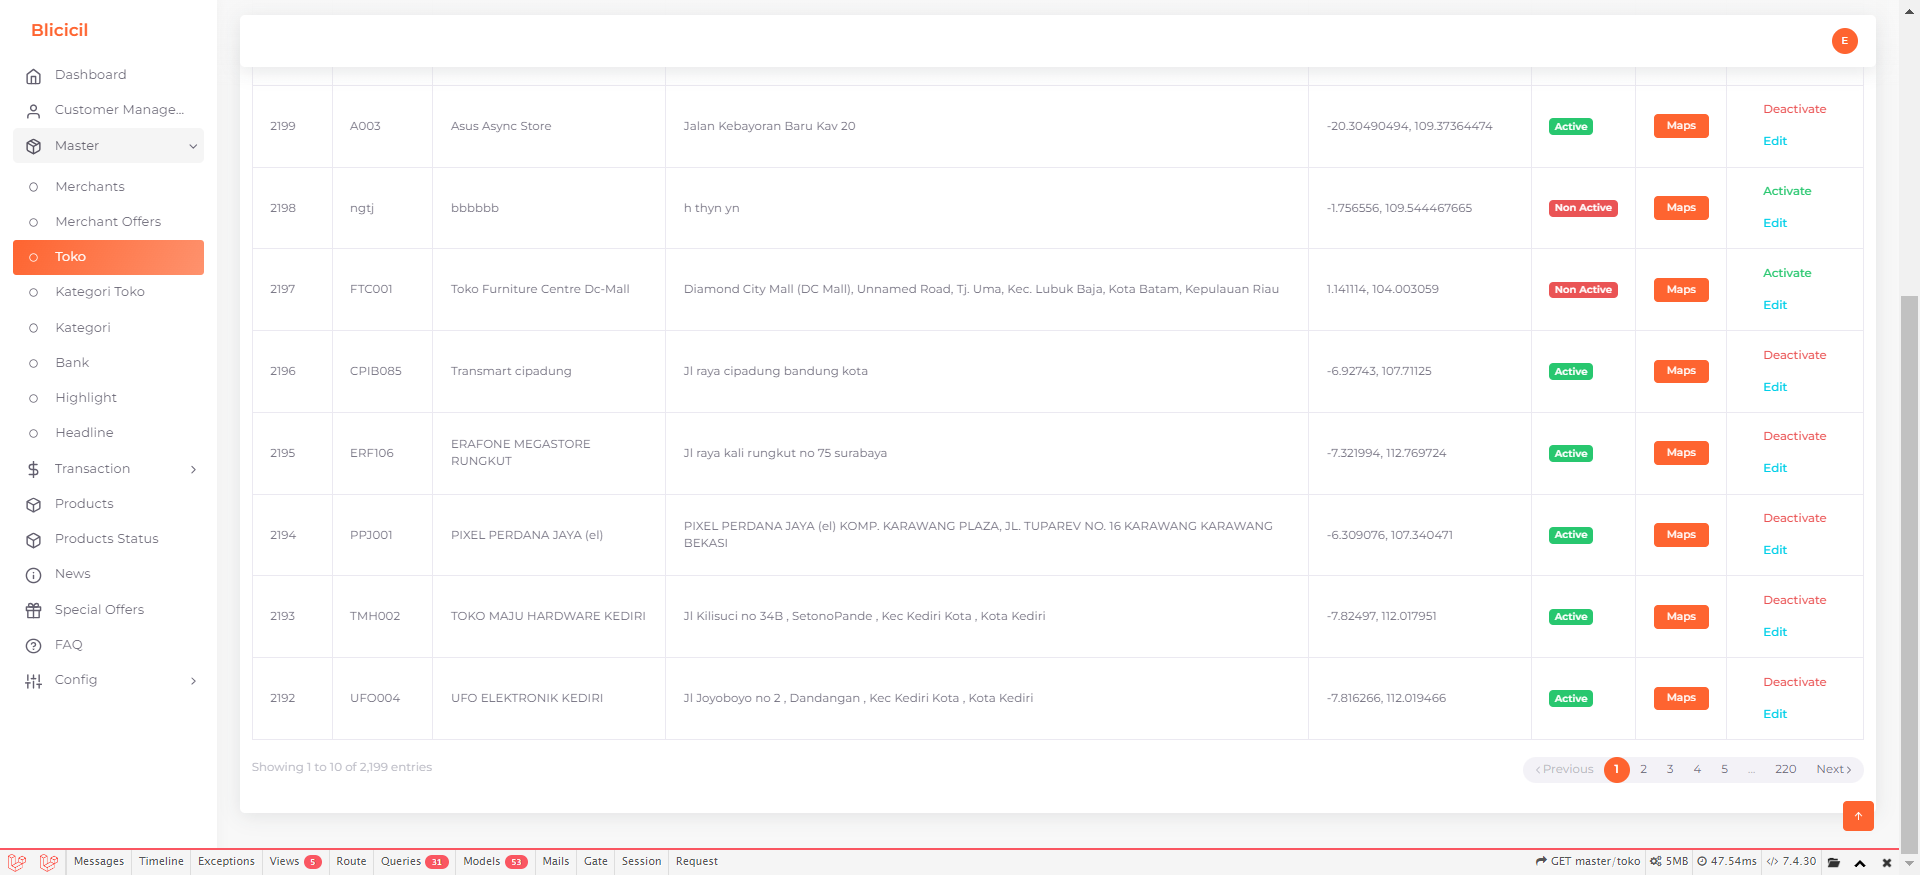 Blicicil
E
Dashboard
Customer Manage...
Master
Merchants
Merchant Offers
Toko
Kategori Toko
Kategori
Bank
Highlight
Headline
Transaction
Products
Products Status
News
Special Offers
FAQ
Config
2199 A003 Asus Async Store Jalan Kebayoran Baru Kav 20 -20.30490494, 109.37364474 Active Maps Deactivate
Edit
2198 ngtj bbbbbb h thyn yn -1.756556, 109.544467665 Non Active Maps Activate
Edit
2197 FTC001 Toko Furniture Centre Dc-Mall Diamond City Mall (DC Mall), Unnamed Road, Tj. Uma, Kec. Lubuk Baja, Kota Batam, Kepulauan Riau 1.141114, 104.003059 Non Active Maps Activate
Edit
2196 CPIB085 Transmart cipadung Jl raya cipadung bandung kota -6.92743, 107.71125 Active Maps Deactivate
Edit
2195 ERF106 ERAFONE MEGASTORE
RUNGKUT Jl raya kali rungkut no 75 surabaya -7.321994, 112.769724 Active Maps Deactivate
Edit
2194 PPJ001 PIXEL PERDANA JAYA (el) PIXEL PERDANA JAYA (el) KOMP. KARAWANG PLAZA, JL. TUPAREV NO. 16 KARAWANG KARAWANG
BEKASI -6.309076, 107.340471 Active Maps Deactivate
Edit
2193 TMH002 TOKO MAJU HARDWARE KEDIRI Jl Kilisuci no 34B , SetonoPande , Kec Kediri Kota , Kota Kediri -7.82497, 112.017951 Active Maps Deactivate
Edit
2192 UFO004 UFO ELEKTRONIK KEDIRI Jl Joyoboyo no 2 , Dandangan , Kec Kediri Kota , Kota Kediri -7.816266, 112.019466 Active Maps Deactivate
Edit
Showing 1 to 10 of 2,199 entries
Previous 1 2 3 4 5 ... 220 Next
Messages Timeline Exceptions Views 5 Route Queries 31 Models 53 Mails Gate Session Request GET master/toko 5MB 47.54ms 7.4.30